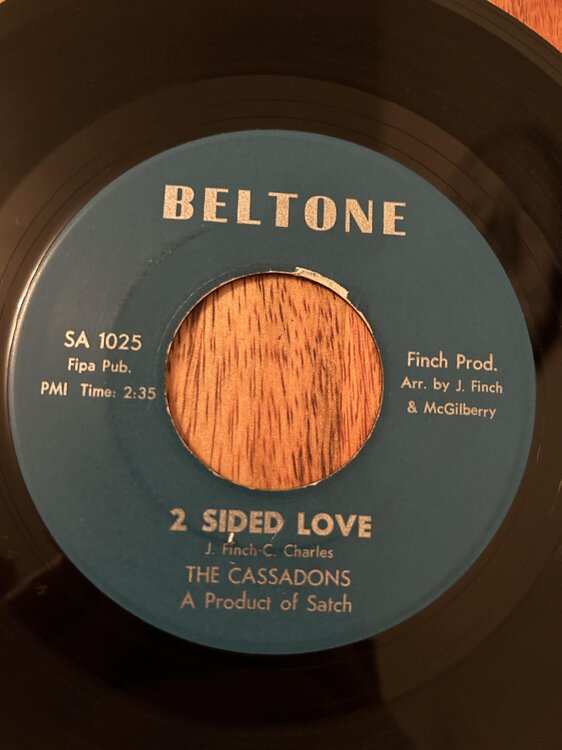 BELTONE
SA 1025
Fipa Pub.
PMI Time: 2:35
Finch Prod.
Arr. by J. Finch
& McGilberry
2 SIDED LOVE
J. Finch-C. Charles
THE CASSADONS
A Product of Satch